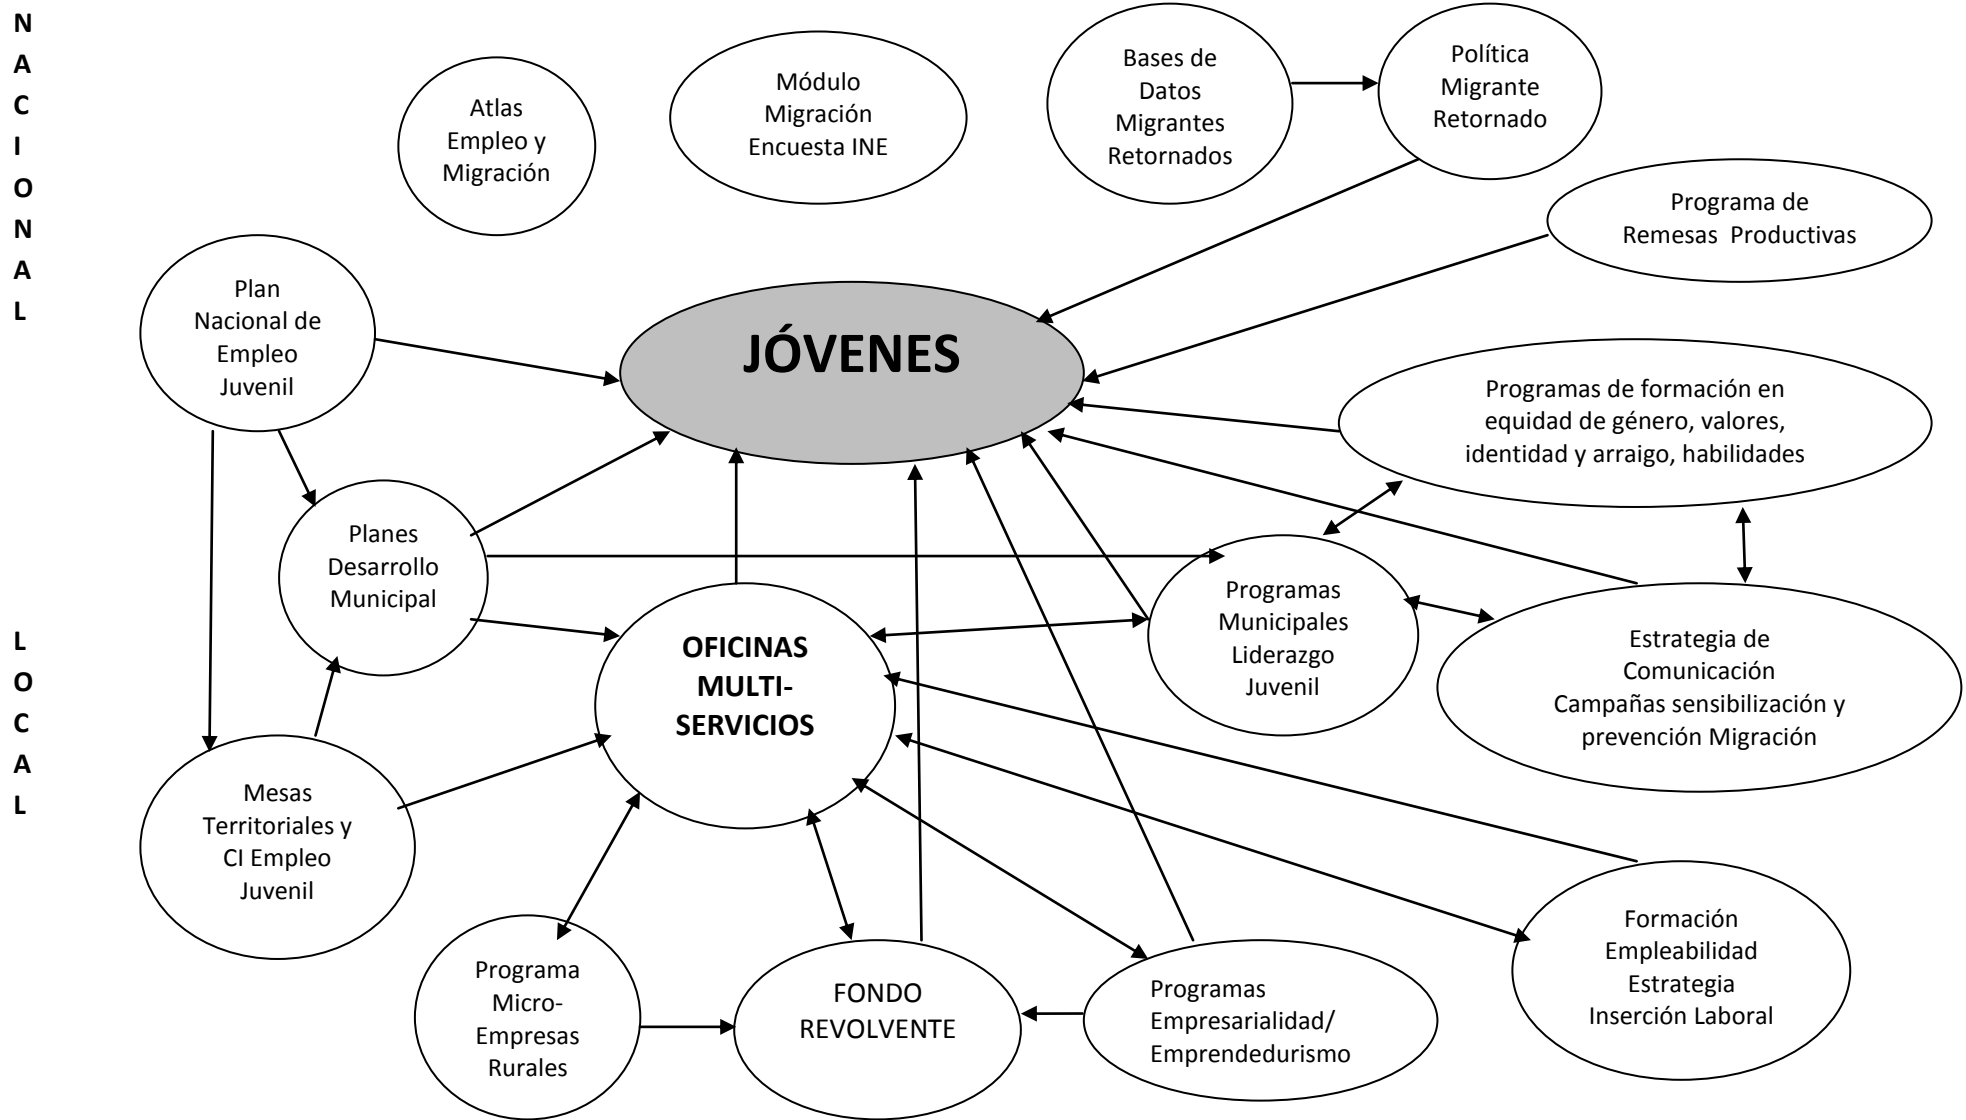 N
A
C
I
O
N
A
L
Atlas
Empleo y
Migración
Módulo
Migración
Encuesta INE
Bases de
Datos
Migrantes
Retornados
Política
Migrante
Retornado
Programa de
Remesas Productivas
Plan
Nacional de
Empleo
Juvenil
JÓVENES
Programas de formación en
equidad de género, valores,
identidad y arraigo, habilidades
Planes
Desarrollo
Municipal
L
O
C
A
L
OFICINAS
MULTI-
SERVICIOS
Programas
Municipales
Liderazgo
Juvenil
Estrategia de
Comunicación
Campañas sensibilización y
prevención Migración
Mesas
Territoriales y
CI Empleo
Juvenil
Programa
Micro-
Empresas
Rurales
FONDO
REVOLVENTE
Programas
Empresarialidad/
Emprendedurismo
Formación
Empleabilidad
Estrategia
Inserción Laboral